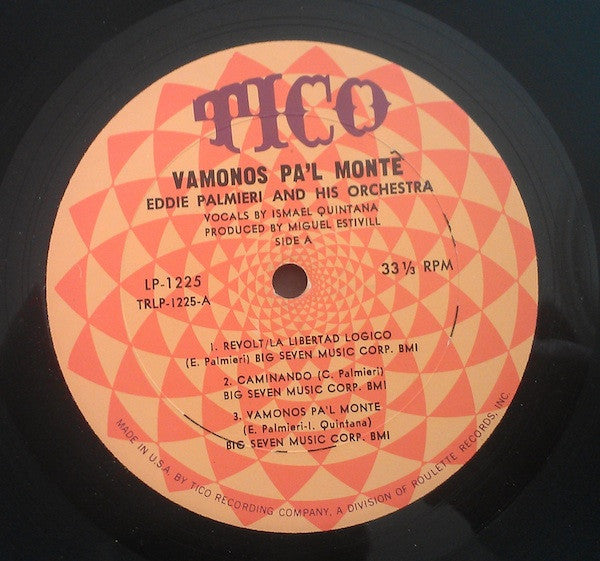 TICO
VAMONOS PA'L MONTÊ
EDDIE PALMIERI AND HIS ORCHESTRA
VOCALS BY ISMAEL QUINTANA
PRODUCED BY MIGUEL ESTIVILL
SIDE A
LP-1225
TRLP-1225-A
33⅓ RPM
1. REVOLT/LA LIBERTAD LOGICO
(E. Palmieri) BIG SEVEN MUSIC CORP. BMI
2. CAMINANDO (C. Palmieri)
BIG SEVEN MUSIC CORP. BMI
3. VAMONOS PA'L MONTE
(E. Palmieri-I. Quintana)
BIG SEVEN MUSIC CORP. BMI
MADE IN U.S.A. BY TICO RECORDING COMPANY, A DIVISION OF ROULETTE RECORDS, INC.